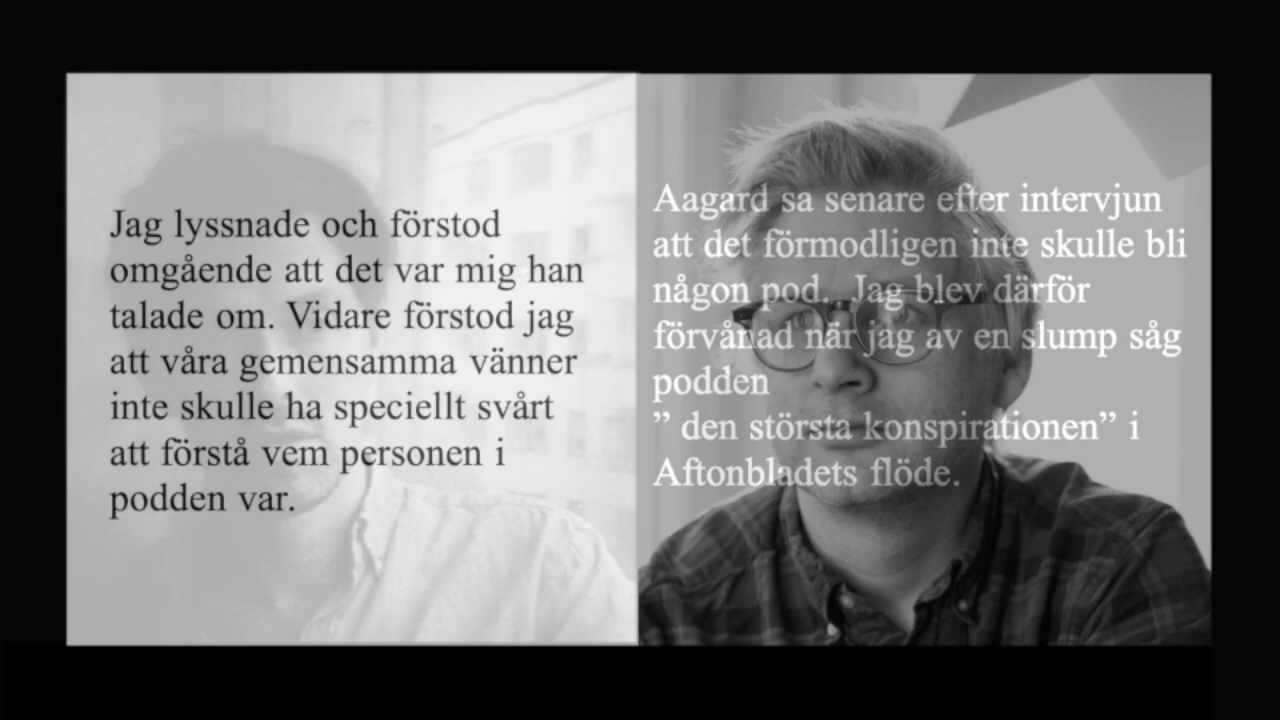 Jag lyssnade och förstod
omgående att det var mig han
talade om. Vidare förstod jag
att våra gemensamma vänner
inte skulle ha speciellt svårt
att förstå vem personen i
podden var.
Aagard sa senare efter intervjun
att det förmodligen inte skulle bli
någon pod. Jag blev därför
förvånad när jag av en slump såg
podden
” den största konspirationen” i
Aftonbladets flöde.